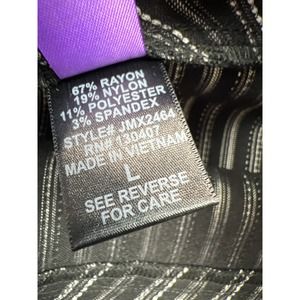 67% RAYON
19% NYLON
11% POLYESTER
3% SPANDEX
STYLE# JMX2464
RN# 130407
MADE IN VIETNAM
L
SEE REVERSE
FOR CARE